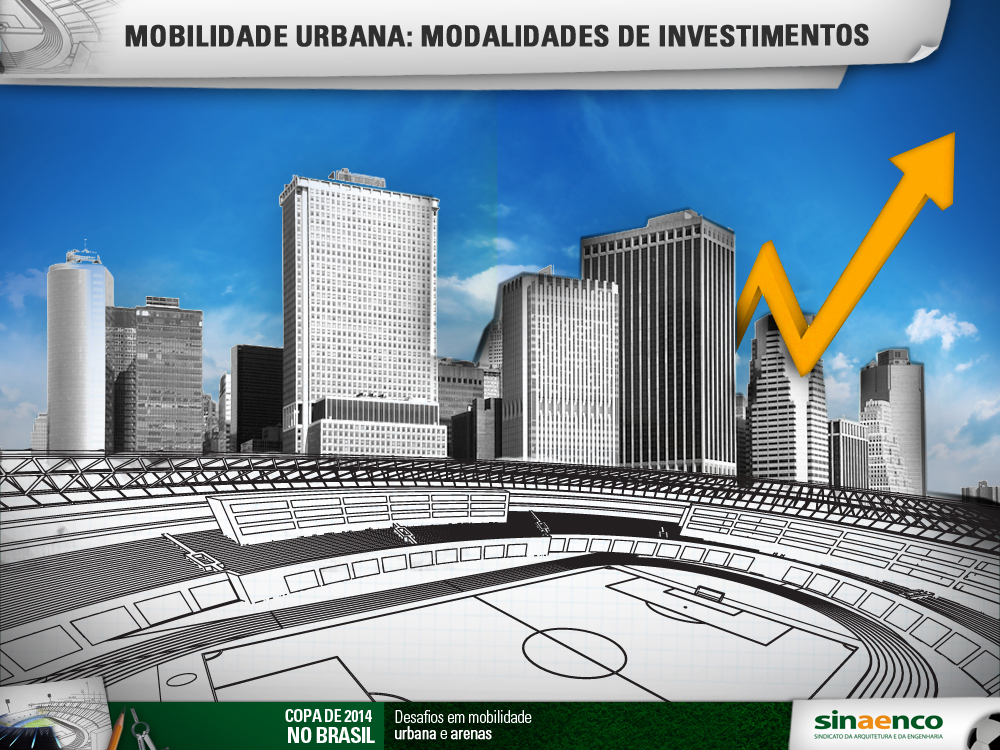 MOBILIDADE URBANA: MODALIDADES DE INVESTIMENTOS
COPA DE 2014
NO BRASIL
Desafios em mobilidade
urbana e arenas
sinaenco
SINDICATO DA ARQUITETURA E DA ENGENHARIA